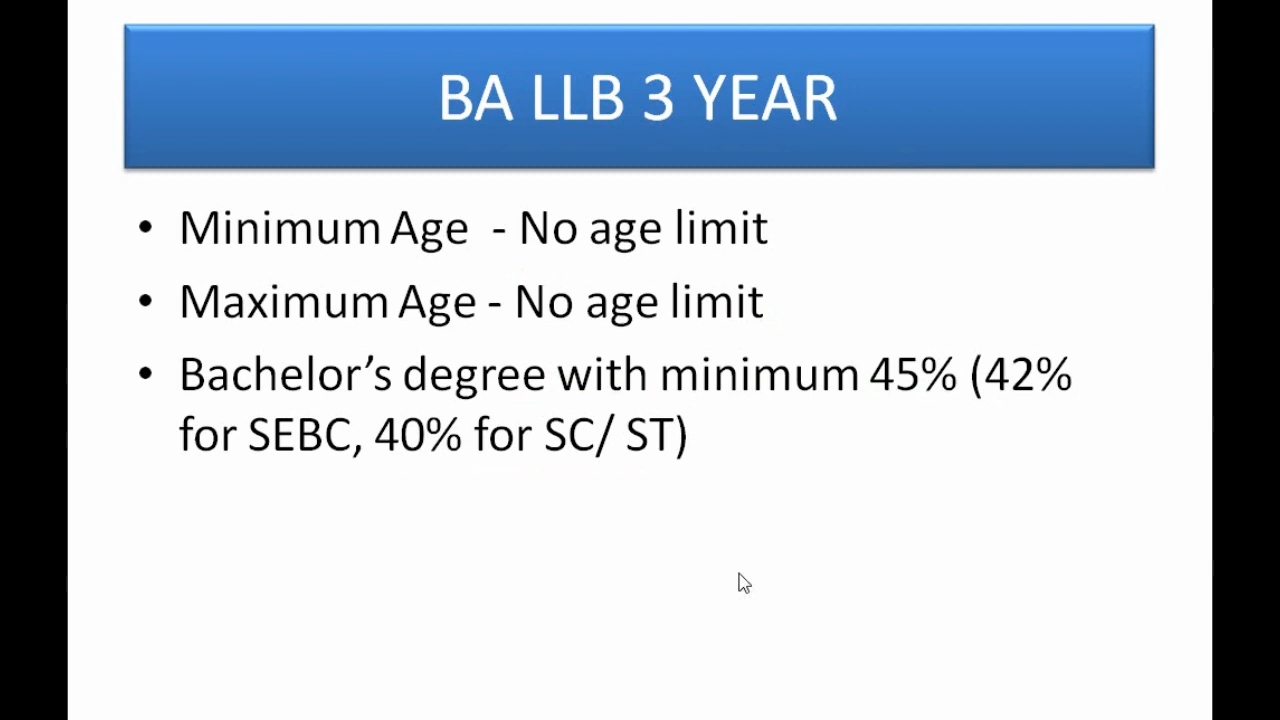 BA LLB 3 YEAR
• Minimum Age - No age limit
• Maximum Age - No age limit
• Bachelor’s degree with minimum 45% (42%
for SEBC, 40% for SC/ ST)